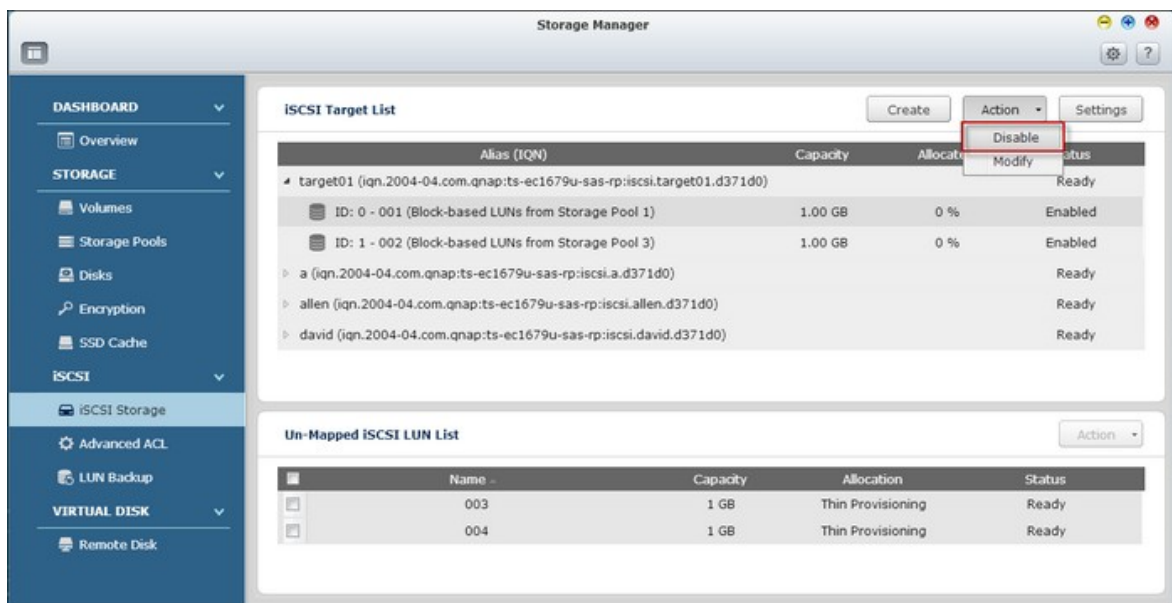 Storage Manager
?
DASHBOARD
Overview
STORAGE
Volumes
Storage Pools
Disks
Encryption
SSD Cache
iSCSI
iSCSI Storage
Advanced ACL
LUN Backup
VIRTUAL DISK
Remote Disk
iSCSI Target List
Create Action Settings
Disable
Modify
Alias (IQN) Capacity
target01 (iqn.2004-04.com.qnap:ts-ec1679u-sas-rp:iscsi.target01.d371d0) Ready
ID: 0 - 001 (Block-based LUNs from Storage Pool 1) 1.00 GB 0 % Enabled
ID: 1 - 002 (Block-based LUNs from Storage Pool 3) 1.00 GB 0 % Enabled
a (iqn.2004-04.com.qnap:ts-ec1679u-sas-rp:iscsi.a.d371d0) Ready
allen (iqn.2004-04.com.qnap:ts-ec1679u-sas-rp:iscsi.allen.d371d0) Ready
david (iqn.2004-04.com.qnap:ts-ec1679u-sas-rp:iscsi.david.d371d0) Ready
Un-Mapped iSCSI LUN List
Action
Name Capacity Allocation Status
003 1 GB Thin Provisioning Ready
004 1 GB Thin Provisioning Ready